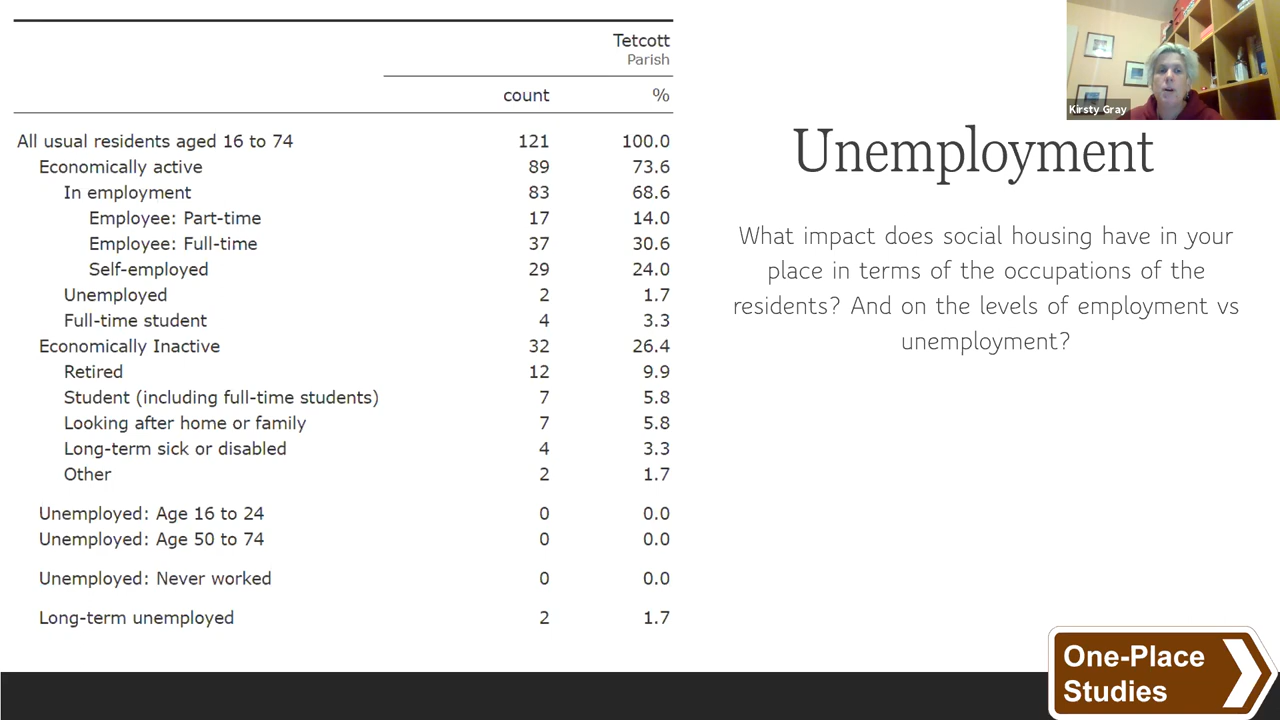 Tetcott
Parish
count %
All usual residents aged 16 to 74 121 100.0
Economically active 89 73.6
In employment 83 68.6
Employee: Part-time 17 14.0
Employee: Full-time 37 30.6
Self-employed 29 24.0
Unemployed 2 1.7
Full-time student 4 3.3
Economically Inactive 32 26.4
Retired 12 9.9
Student (including full-time students) 7 5.8
Looking after home or family 7 5.8
Long-term sick or disabled 4 3.3
Other 2 1.7
Unemployed: Age 16 to 24 0 0.0
Unemployed: Age 50 to 74 0 0.0
Unemployed: Never worked 0 0.0
Long-term unemployed 2 1.7
Kirsty Gray
Unemployment
What impact does social housing have in your
place in terms of the occupations of the
residents? And on the levels of employment vs
unemployment?
One-Place
Studies